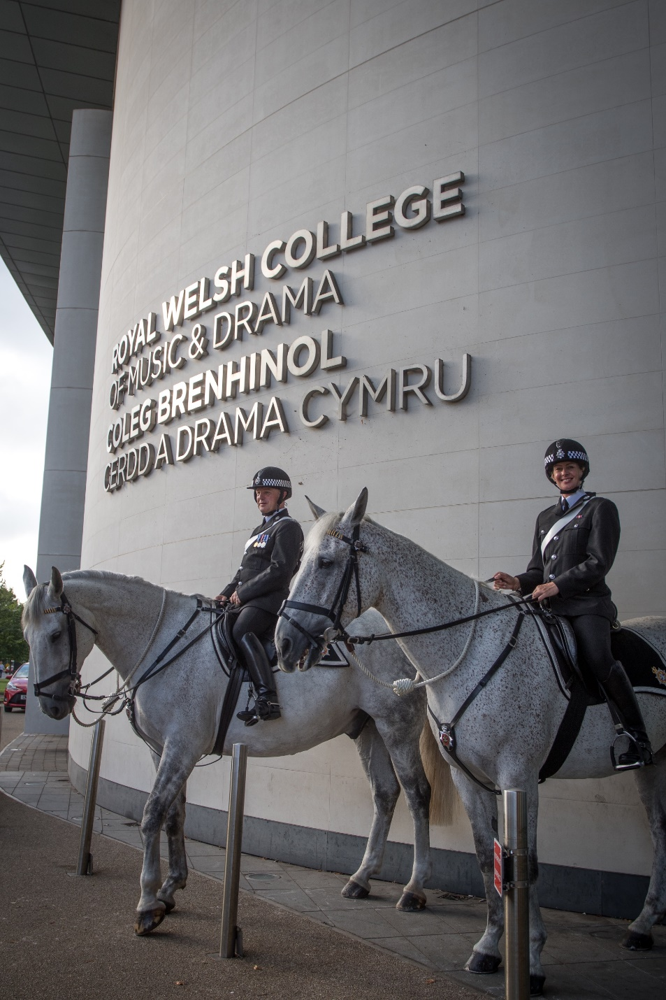 ROYAL WELSH COLLEGE
OF MUSIC & DRAMA
COLEG BRENHINOL
CERDD A DRAMA CYMRU